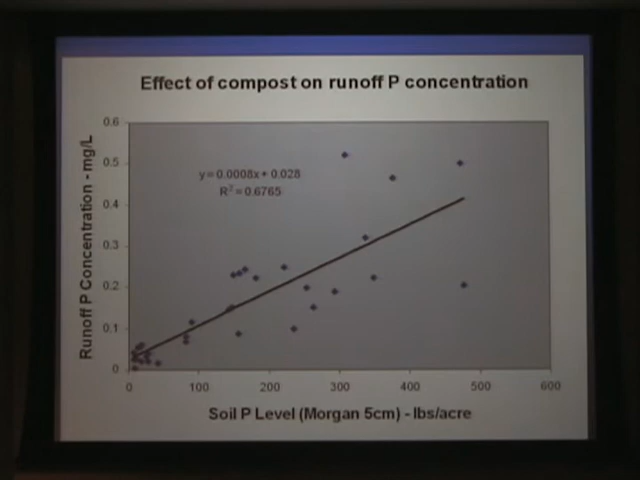 Effect of compost on runoff P concentration
0.6
0.5
0.4
0.3
0.2
0.1
0
y = 0.0008x + 0.028
R² = 0.6765
Runoff P Concentration - mg/L
0 100 200 300 400 500 600
Soil P Level (Morgan 5cm) - lbs/acre